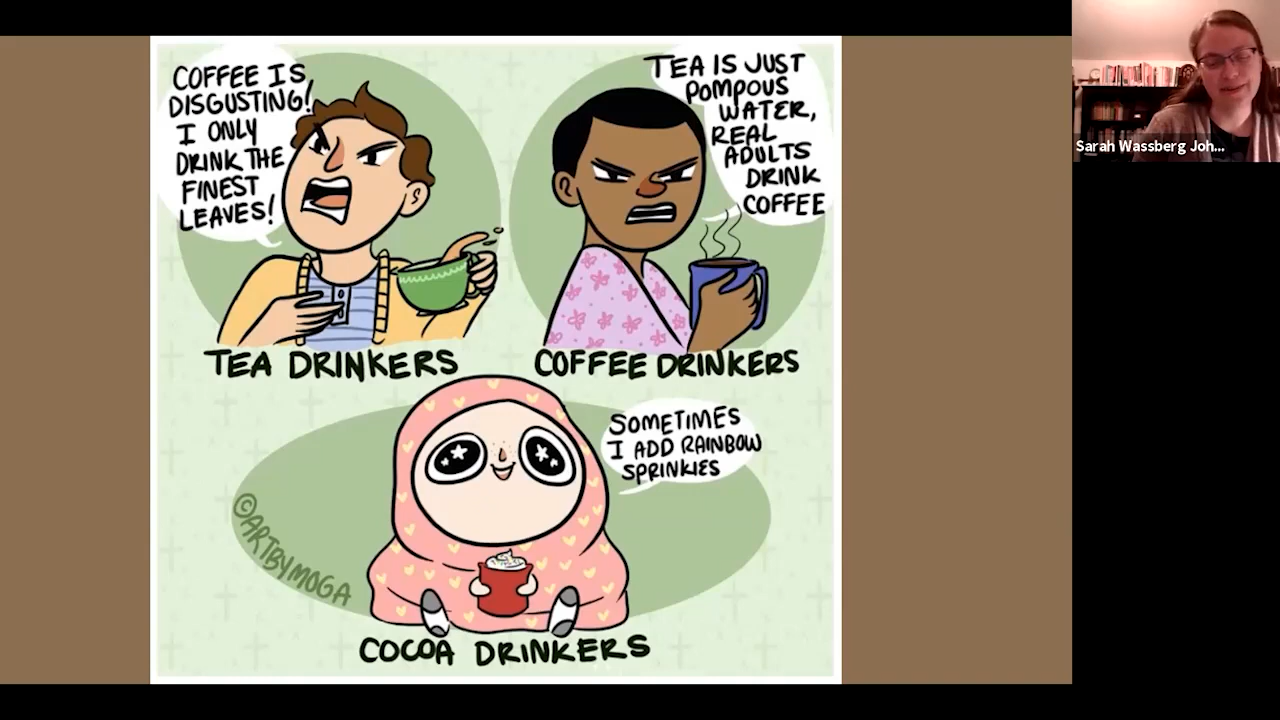 COFFEE IS
DISGUSTING!
I ONLY
DRINK THE
FINEST
LEAVES!
TEA IS JUST
POMPOUS
WATER,
REAL
ADULTS
DRINK
COFFEE
TEA DRINKERS
COFFEE DRINKERS
SOMETIMES
I ADD RAINBOW
SPRINKLES
©ARTBYMOGA
COCOA DRINKERS
Sarah Wassberg Joh...